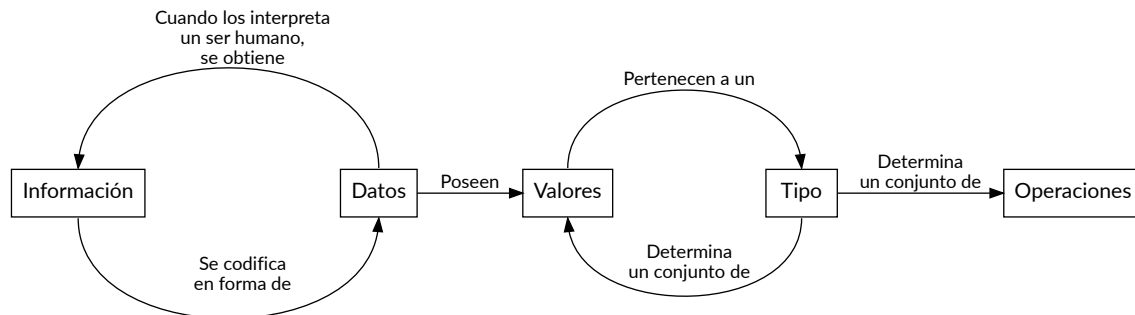 Cuando los interpreta
un ser humano,
se obtiene
Pertenecen a un
Información
Datos
Poseen
Valores
Tipo
Determina
un conjunto de
Operaciones
Se codifica
en forma de
Determina
un conjunto de